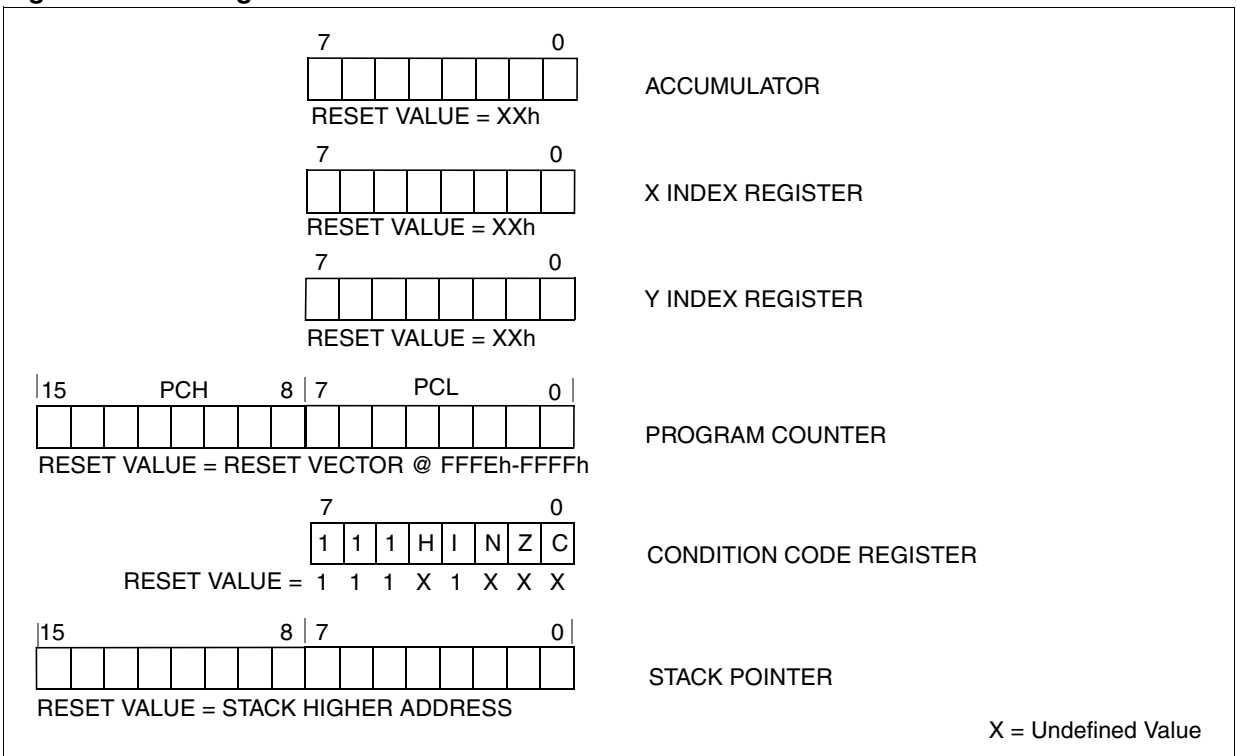 7 0
ACCUMULATOR
RESET VALUE = XXh
7 0
X INDEX REGISTER
RESET VALUE = XXh
7 0
Y INDEX REGISTER
RESET VALUE = XXh
15 PCH 8 7 PCL 0
PROGRAM COUNTER
RESET VALUE = RESET VECTOR @ FFFEh-FFFFh
7 0
1 1 1 H I N Z C
CONDITION CODE REGISTER
RESET VALUE = 1 1 1 X 1 X X X
15 8 7 0
STACK POINTER
RESET VALUE = STACK HIGHER ADDRESS
X = Undefined Value